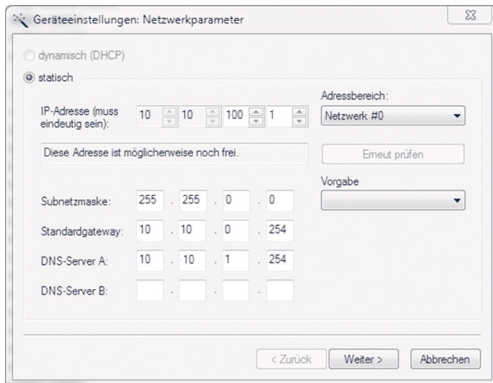 Geräteeinstellungen: Netzwerkparameter
dynamisch (DHCP)
statisch
Adressbereich:
IP-Adresse (muss
eindeutig sein):
10 10 100 1
Netzwerk #0
Diese Adresse ist möglicherweise noch frei.
Erneut prüfen
Vorgabe
Subnetzmaske: 255 . 255 . 0 . 0
Standardgateway: 10 . 10 . 0 . 254
DNS-Server A: 10 . 10 . 1 . 254
DNS-Server B: . . .
< Zurück
Weiter >
Abbrechen